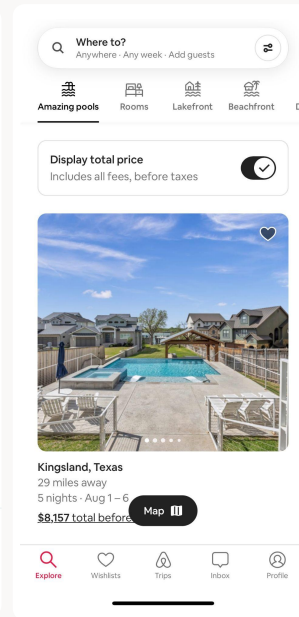 Where to?
Anywhere · Any week · Add guests
Amazing pools
Rooms
Lakefront
Beachfront
Display total price
Includes all fees, before taxes
Kingsland, Texas
29 miles away
5 nights · Aug 1 – 6
$8,157 total before
Map
Explore
Wishlists
Trips
Inbox
Profile